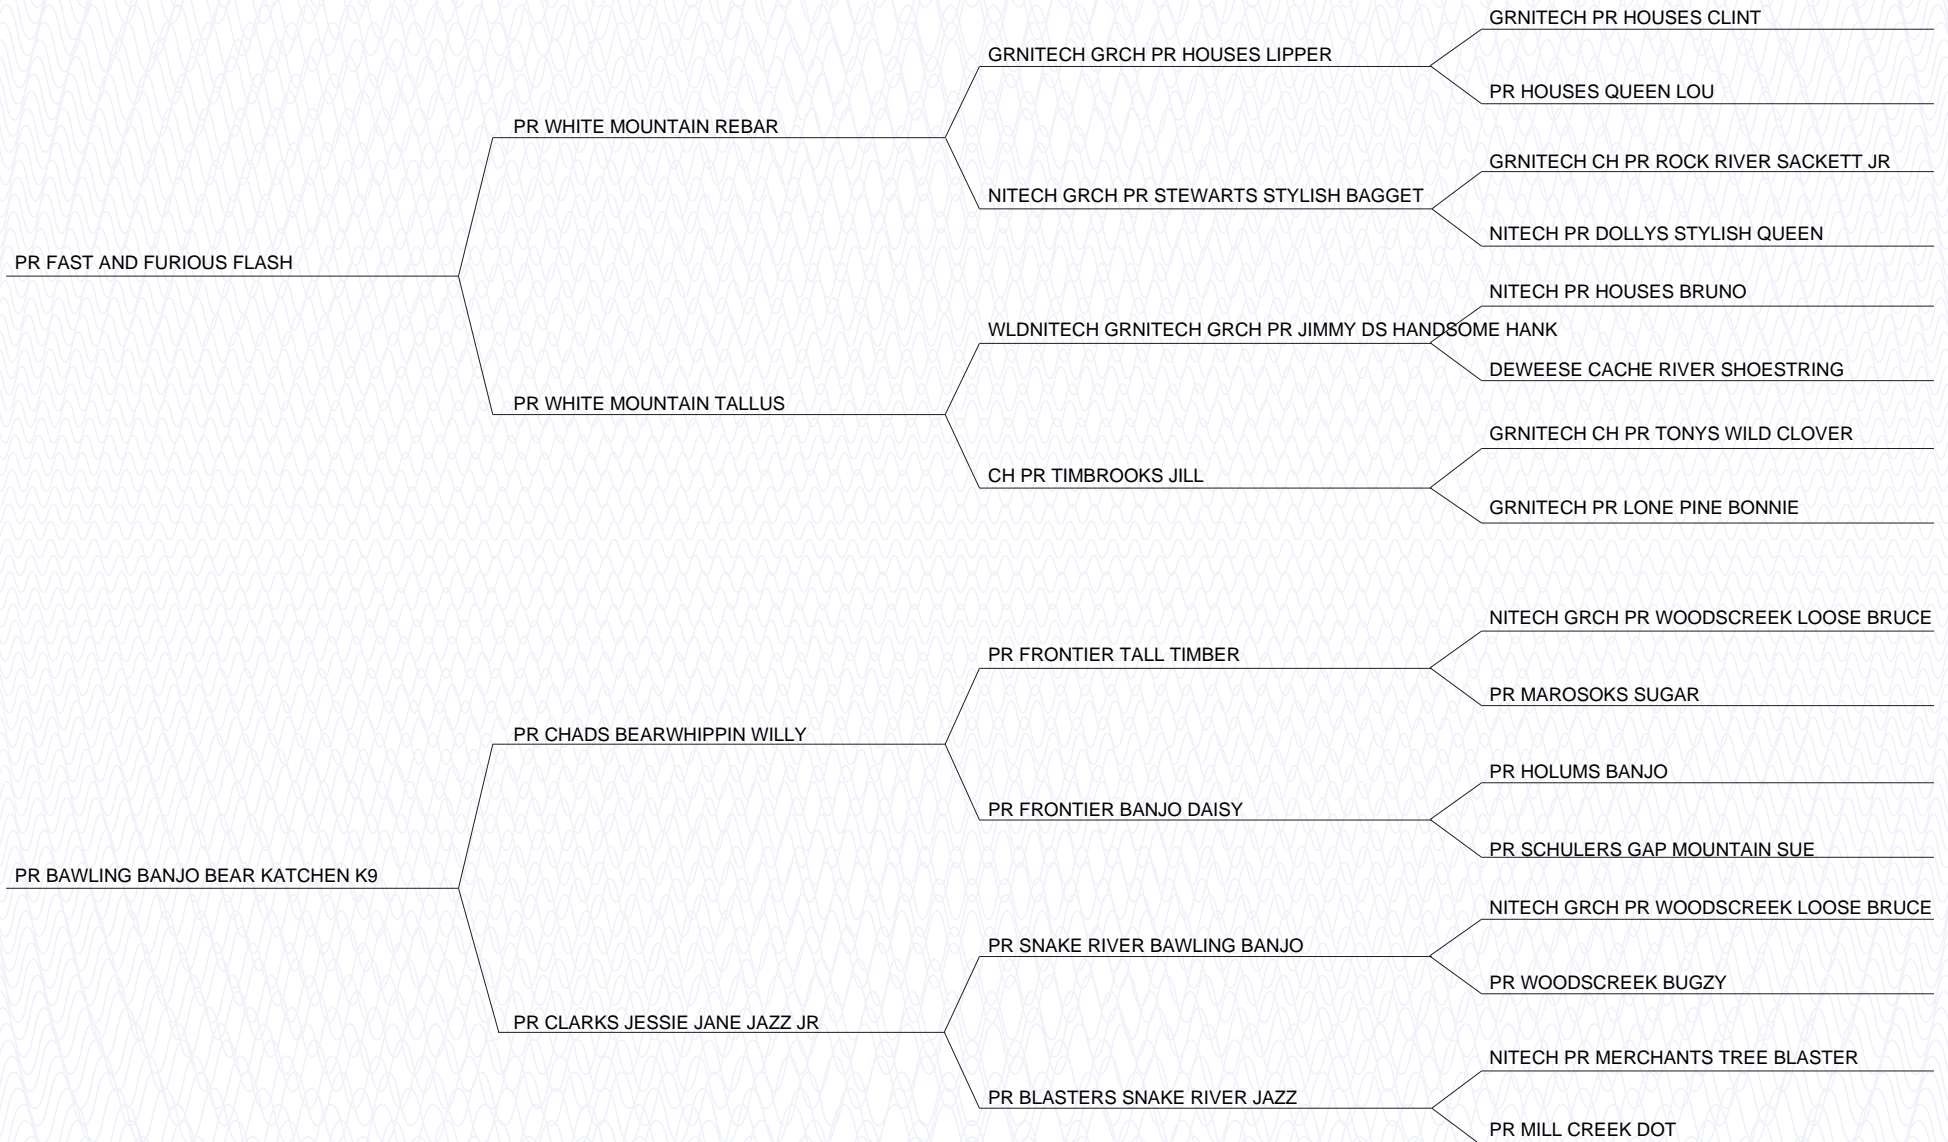 GRNITECH PR HOUSES CLINT
GRNITECH GRCH PR HOUSES LIPPER
PR HOUSES QUEEN LOU
PR WHITE MOUNTAIN REBAR
GRNITECH CH PR ROCK RIVER SACKETT JR
NITECH GRCH PR STEWARTS STYLISH BAGGET
NITECH PR DOLLYS STYLISH QUEEN
PR FAST AND FURIOUS FLASH
NITECH PR HOUSES BRUNO
WLDNITECH GRNITECH GRCH PR JIMMY DS HANDSOME HANK
DEWEESE CACHE RIVER SHOESTRING
PR WHITE MOUNTAIN TALLUS
GRNITECH CH PR TONYS WILD CLOVER
CH PR TIMBROOKS JILL
GRNITECH PR LONE PINE BONNIE
NITECH GRCH PR WOODSCREEK LOOSE BRUCE
PR FRONTIER TALL TIMBER
PR MAROSOKS SUGAR
PR CHADS BEARWHIPPIN WILLY
PR HOLUMS BANJO
PR FRONTIER BANJO DAISY
PR SCHULERS GAP MOUNTAIN SUE
PR BAWLING BANJO BEAR KATCHEN K9
NITECH GRCH PR WOODSCREEK LOOSE BRUCE
PR SNAKE RIVER BAWLING BANJO
PR WOODSCREEK BUGZY
PR CLARKS JESSIE JANE JAZZ JR
NITECH PR MERCHANTS TREE BLASTER
PR BLASTERS SNAKE RIVER JAZZ
PR MILL CREEK DOT